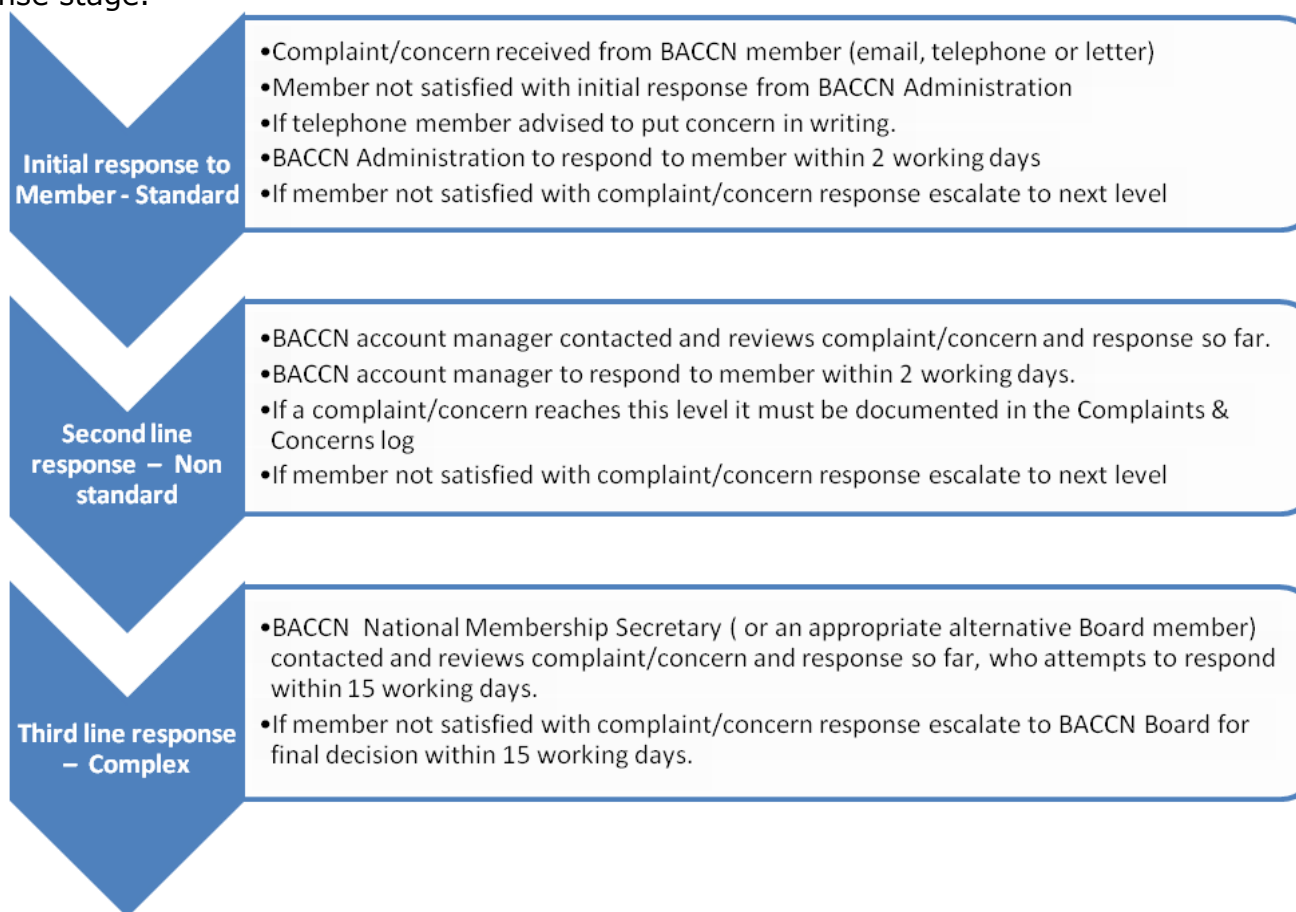 nse stage.
•Complaint/concern received from BACCN member (email, telephone or letter)
•Member not satisfied with initial response from BACCN Administration
•If telephone member advised to put concern in writing.
•BACCN Administration to respond to member within 2 working days
•If member not satisfied with complaint/concern response escalate to next level
Initial response to
Member - Standard
•BACCN account manager contacted and reviews complaint/concern and response so far.
•BACCN account manager to respond to member within 2 working days.
•If a complaint/concern reaches this level it must be documented in the Complaints &
Concerns log
•If member not satisfied with complaint/concern response escalate to next level
Second line
response – Non
standard
•BACCN National Membership Secretary ( or an appropriate alternative Board member)
contacted and reviews complaint/concern and response so far, who attempts to respond
within 15 working days.
•If member not satisfied with complaint/concern response escalate to BACCN Board for
final decision within 15 working days.
Third line response
– Complex